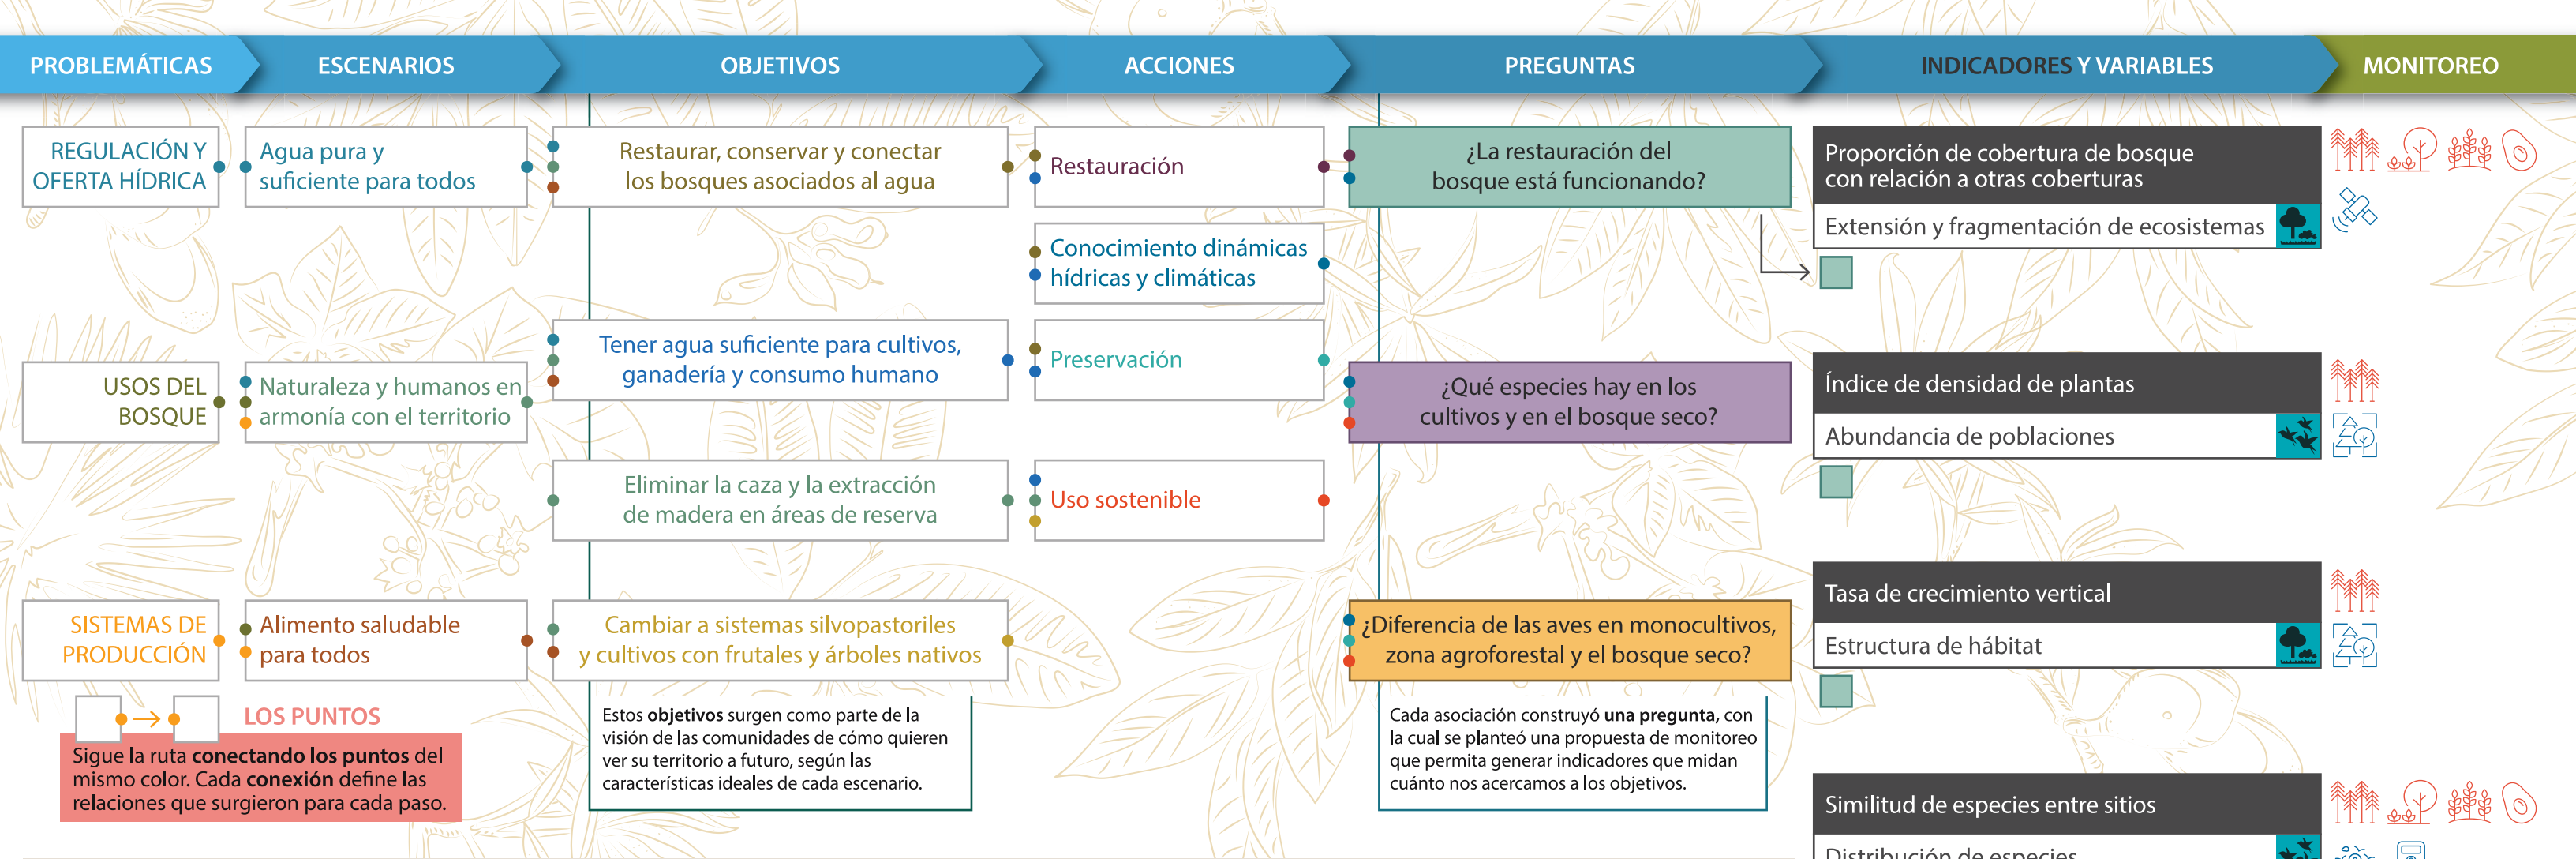 PROBLEMÁTICAS
ESCENARIOS
OBJETIVOS
ACCIONES
PREGUNTAS
INDICADORES Y VARIABLES
MONITOREO
REGULACIÓN Y
OFERTA HÍDRICA
Agua pura y
suficiente para todos
Restaurar, conservar y conectar
los bosques asociados al agua
Restauración
¿La restauración del
bosque está funcionando?
Proporción de cobertura de bosque
con relación a otras coberturas
Extensión y fragmentación de ecosistemas
Conocimiento dinámicas
hídricas y climáticas
Tener agua suficiente para cultivos,
ganadería y consumo humano
Preservación
USOS DEL
BOSQUE
Naturaleza y humanos en
armonía con el territorio
¿Qué especies hay en los
cultivos y en el bosque seco?
Índice de densidad de plantas
Abundancia de poblaciones
Eliminar la caza y la extracción
de madera en áreas de reserva
Uso sostenible
SISTEMAS DE
PRODUCCIÓN
Alimento saludable
para todos
Cambiar a sistemas silvopastoriles
y cultivos con frutales y árboles nativos
¿Diferencia de las aves en monocultivos,
zona agroforestal y el bosque seco?
Tasa de crecimiento vertical
Estructura de hábitat
LOS PUNTOS
Sigue la ruta conectando los puntos del
mismo color. Cada conexión define las
relaciones que surgieron para cada paso.
Estos objetivos surgen como parte de la
visión de las comunidades de cómo quieren
ver su territorio a futuro, según las
características ideales de cada escenario.
Cada asociación construyó una pregunta, con
la cual se planteó una propuesta de monitoreo
que permita generar indicadores que midan
cuánto nos acercamos a los objetivos.
Similitud de especies entre sitios
Distribución de especies